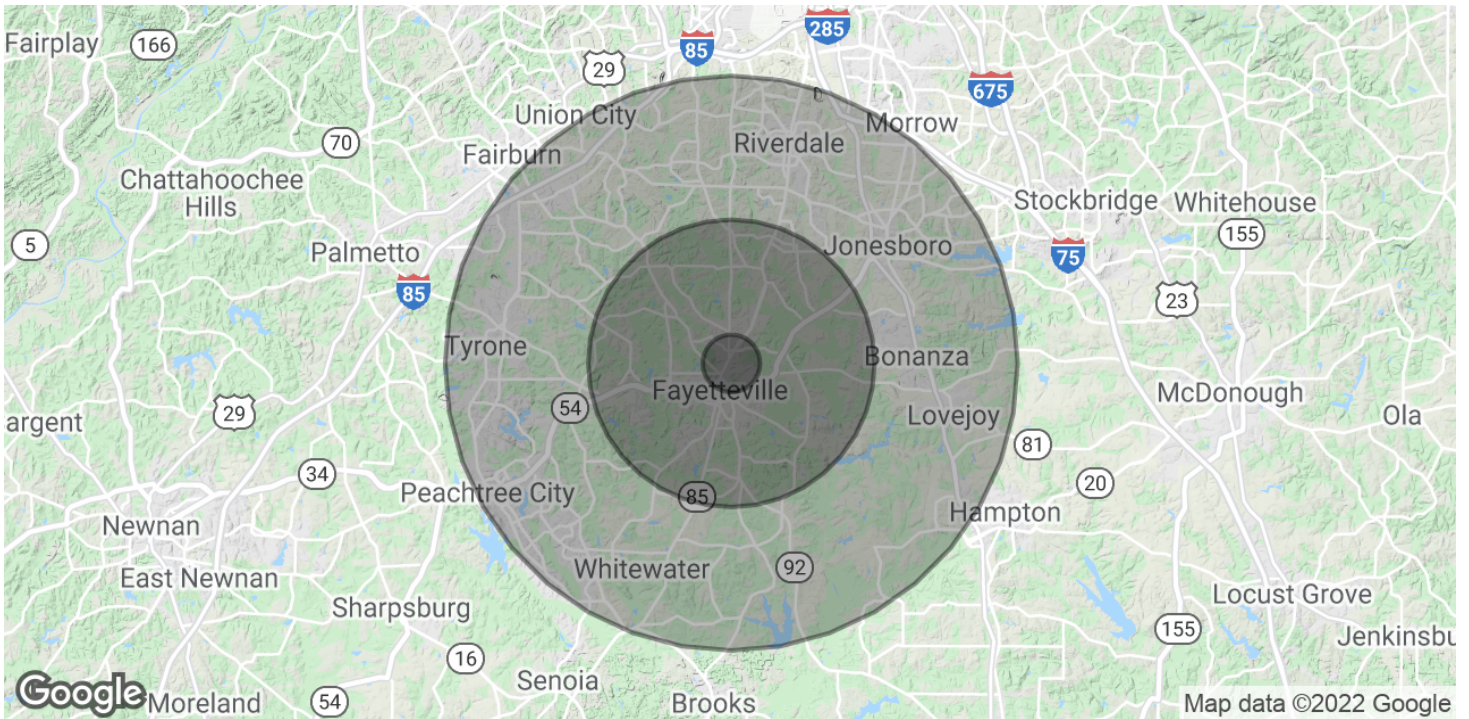 Fairplay
166
85
285
29
675
Union City
Morrow
70
Riverdale
Fairburn
Chattahoochee
Hills
Stockbridge
Whitehouse
5
155
Palmetto
Jonesboro
75
85
23
Tyrone
Bonanza
Fayetteville
McDonough
29
54
argent
Lovejoy
Ola
81
34
20
Peachtree City
85
Newnan
Hampton
Whitewater
92
East Newnan
Locust Grove
Sharpsburg
155
Jenkinsbu
16
Senoia
Google
Moreland
54
Brooks
Map data ©2022 Google